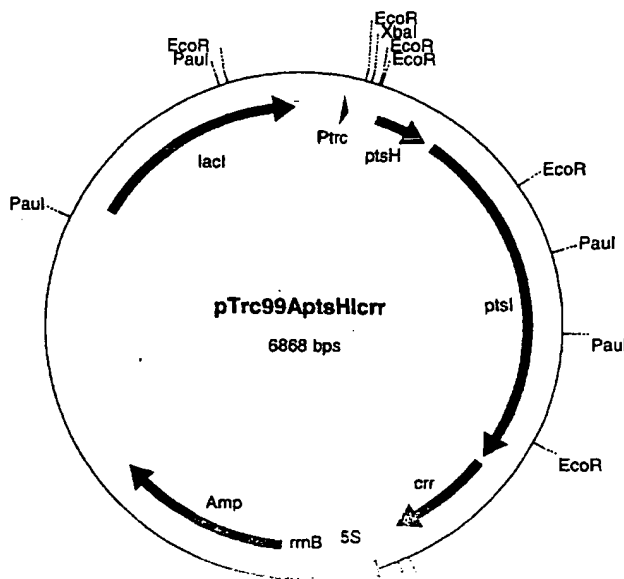 EcoR
PauI
EcoR
XbaI
EcoR
EcoR
Ptrc
ptsH
lacI
EcoR
PauI
PauI
pTrc99AptsHIcrr
6868 bps
ptsI
PauI
EcoR
crr
Amp
rrnB
5S